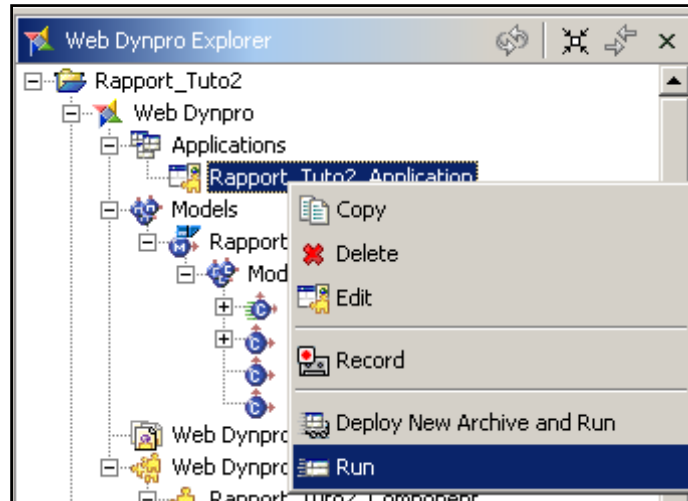 Web Dynpro Explorer
Rapport_Tuto2
Web Dynpro
Applications
Rapport_Tuto2_Application
Copy
Models
Rapport
Delete
Mod
Edit
Record
Deploy New Archive and Run
Web Dynpro
Web Dynpro
Run
Rapport_Tuto2_Component